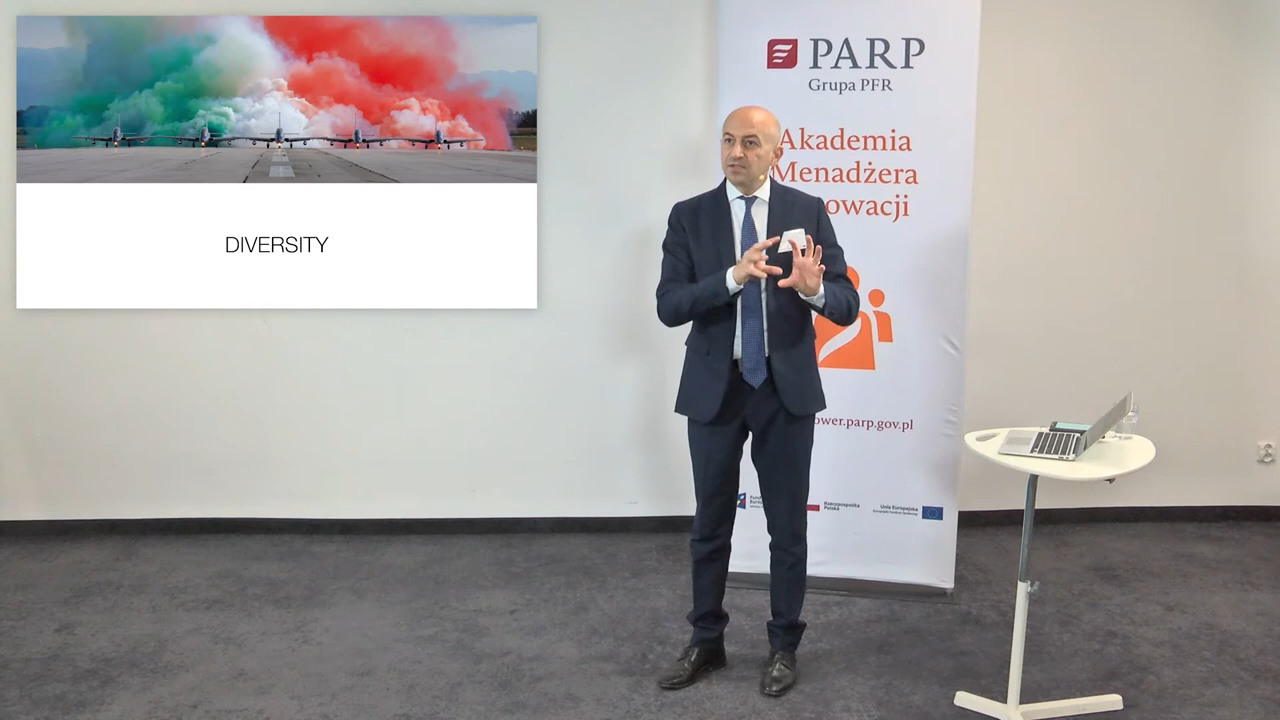 DIVERSITY
PARP
Grupa PFR
Akademia
Menadżera
owacji
ower.parp.gov.pl
Rzeczpospolita
Polska
Unia Europejska